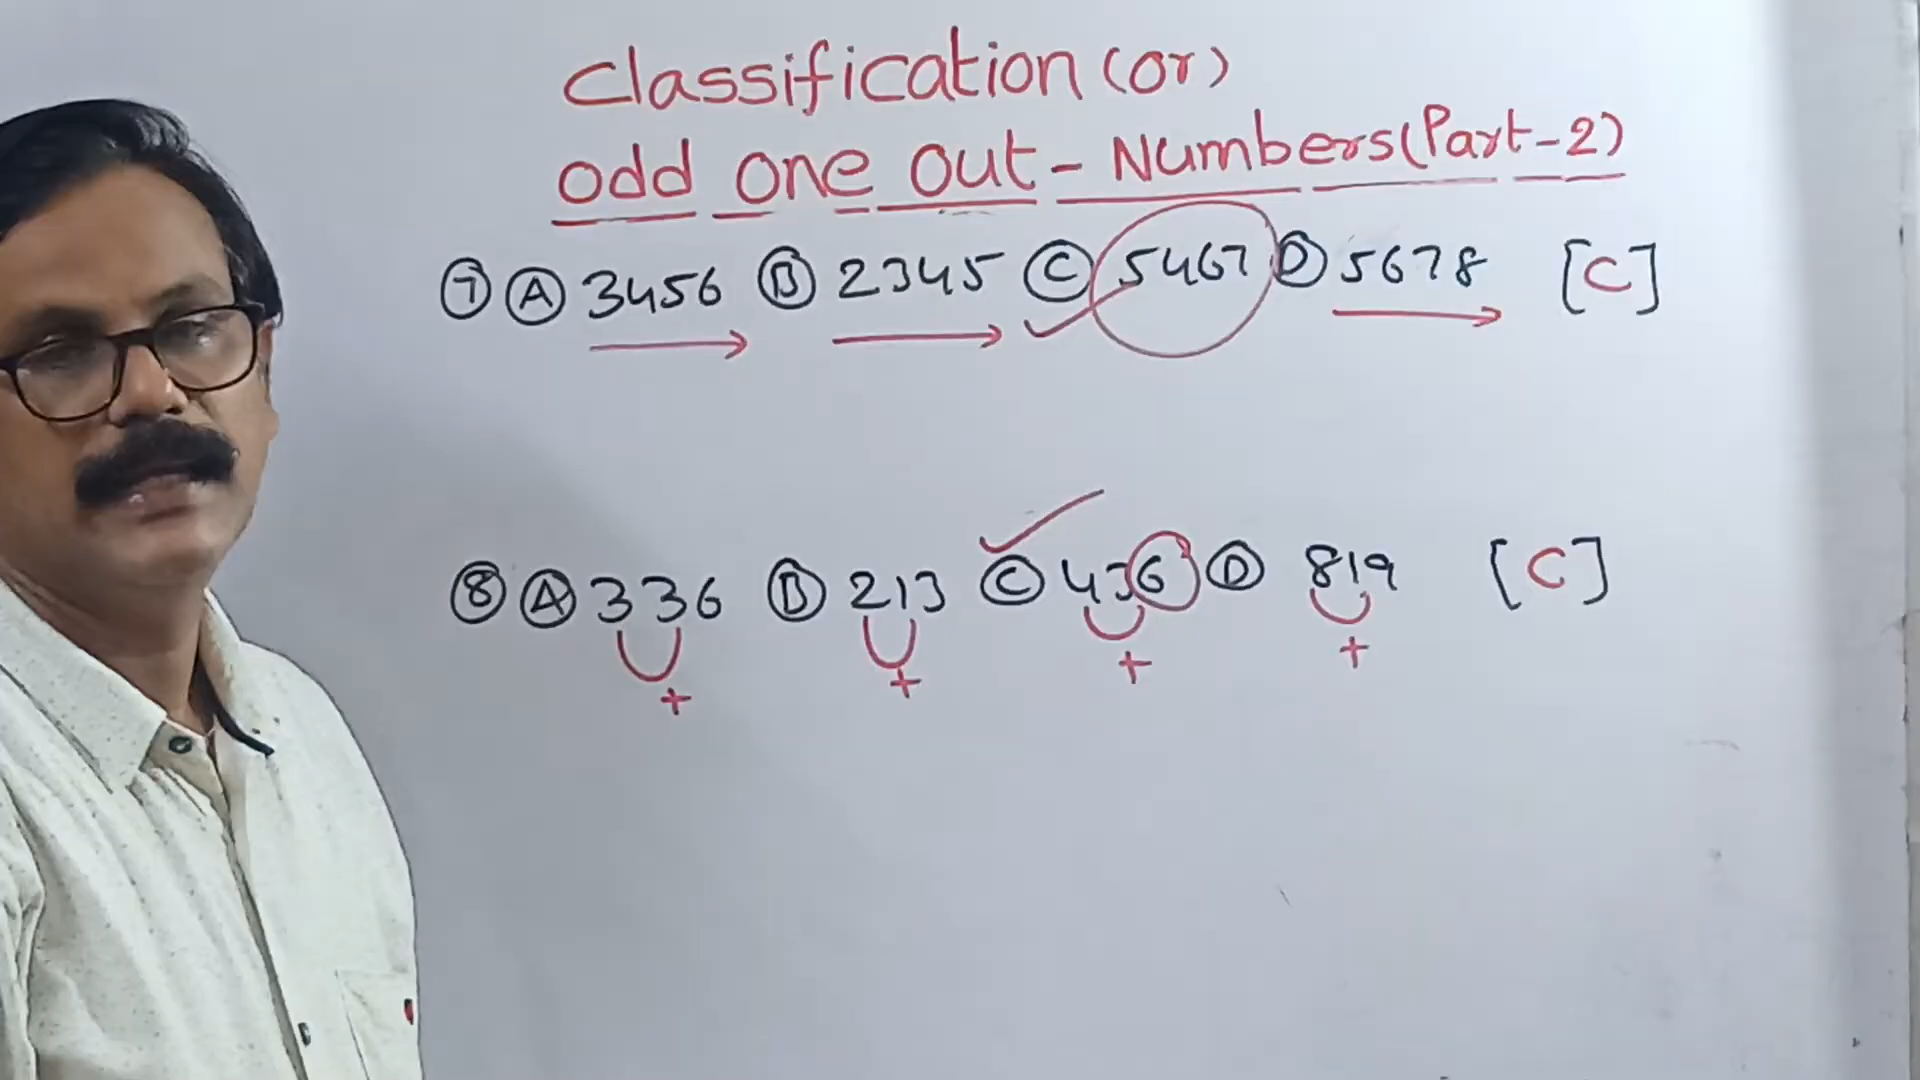 Classification (or)
odd one out - Numbers (Part-2)
7 A 3456 B 2345 C 5467 D 5678 [C]
8 A 336 B 213 C 436 D 819 [C]
+ + + +